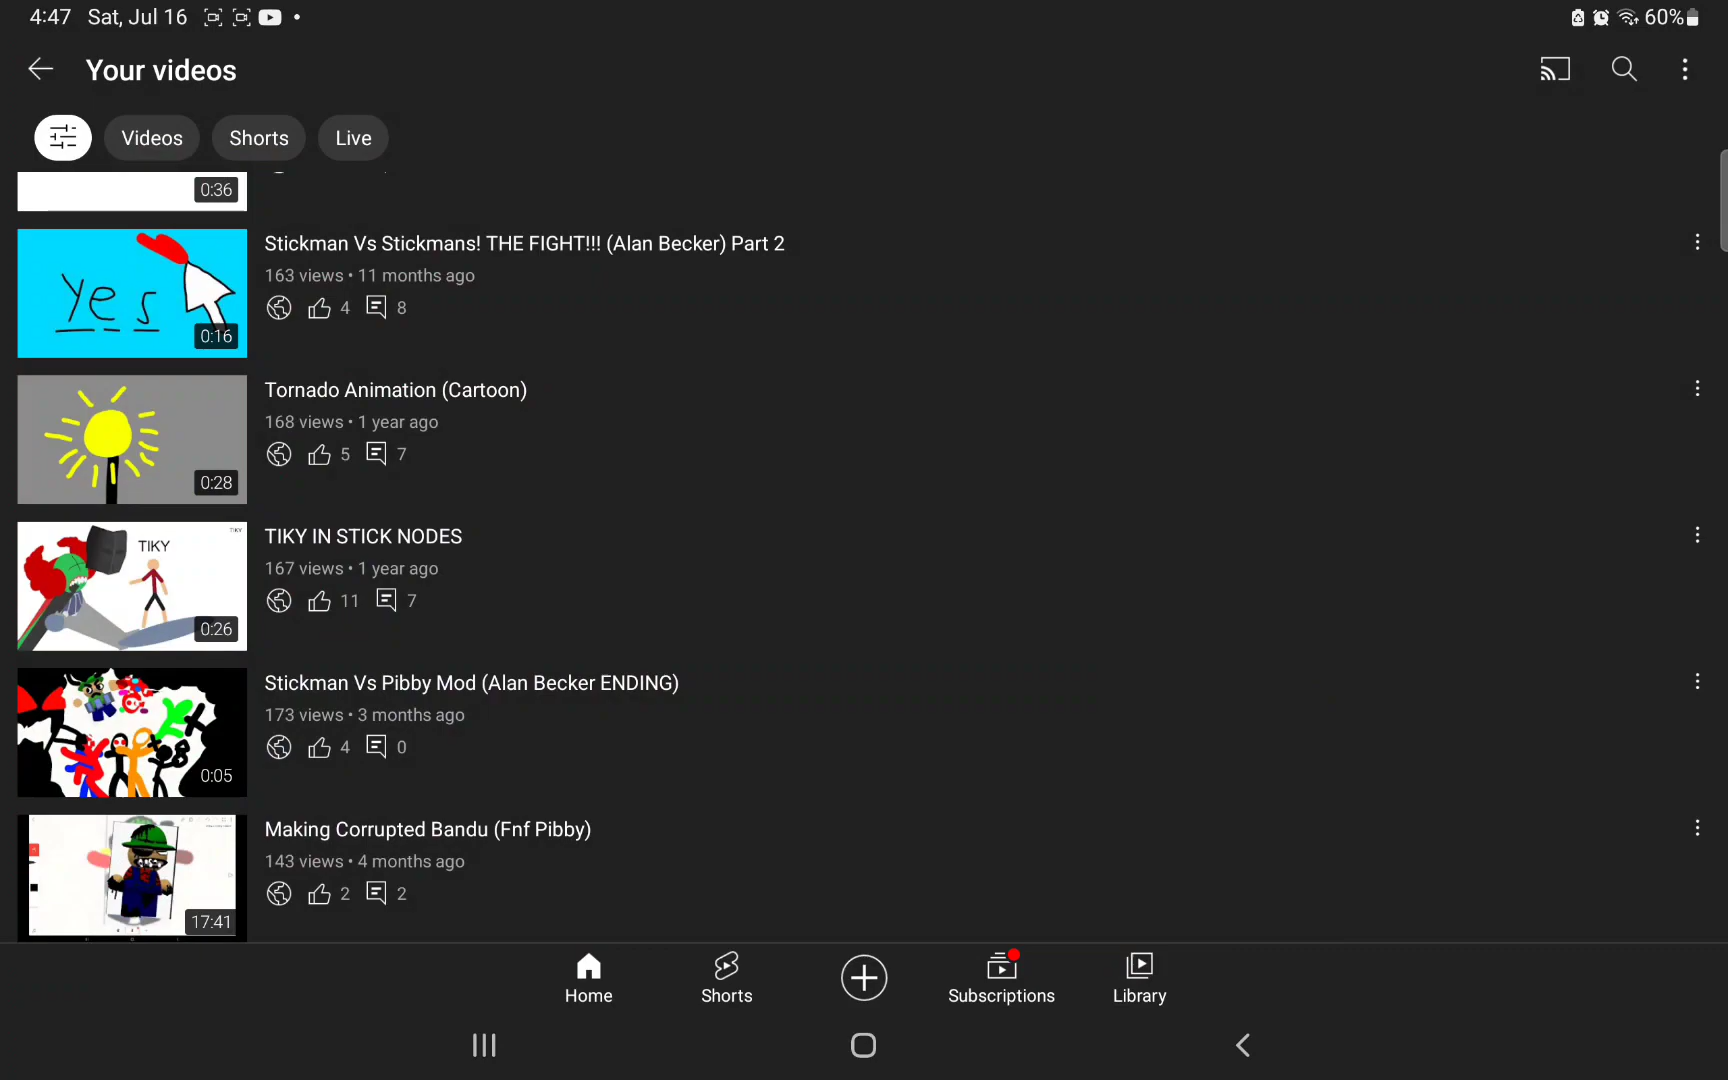 4:47 Sat, Jul 16
60%
Your videos
Videos Shorts Live
0:36
Stickman Vs Stickmans! THE FIGHT!!! (Alan Becker) Part 2
163 views • 11 months ago
4 8
yes
0:16
Tornado Animation (Cartoon)
168 views • 1 year ago
5 7
0:28
TIKY IN STICK NODES
167 views • 1 year ago
11 7
TIKY
TIKY
0:26
Stickman Vs Pibby Mod (Alan Becker ENDING)
173 views • 3 months ago
4 0
0:05
Making Corrupted Bandu (Fnf Pibby)
143 views • 4 months ago
2 2
17:41
Home Shorts Subscriptions Library